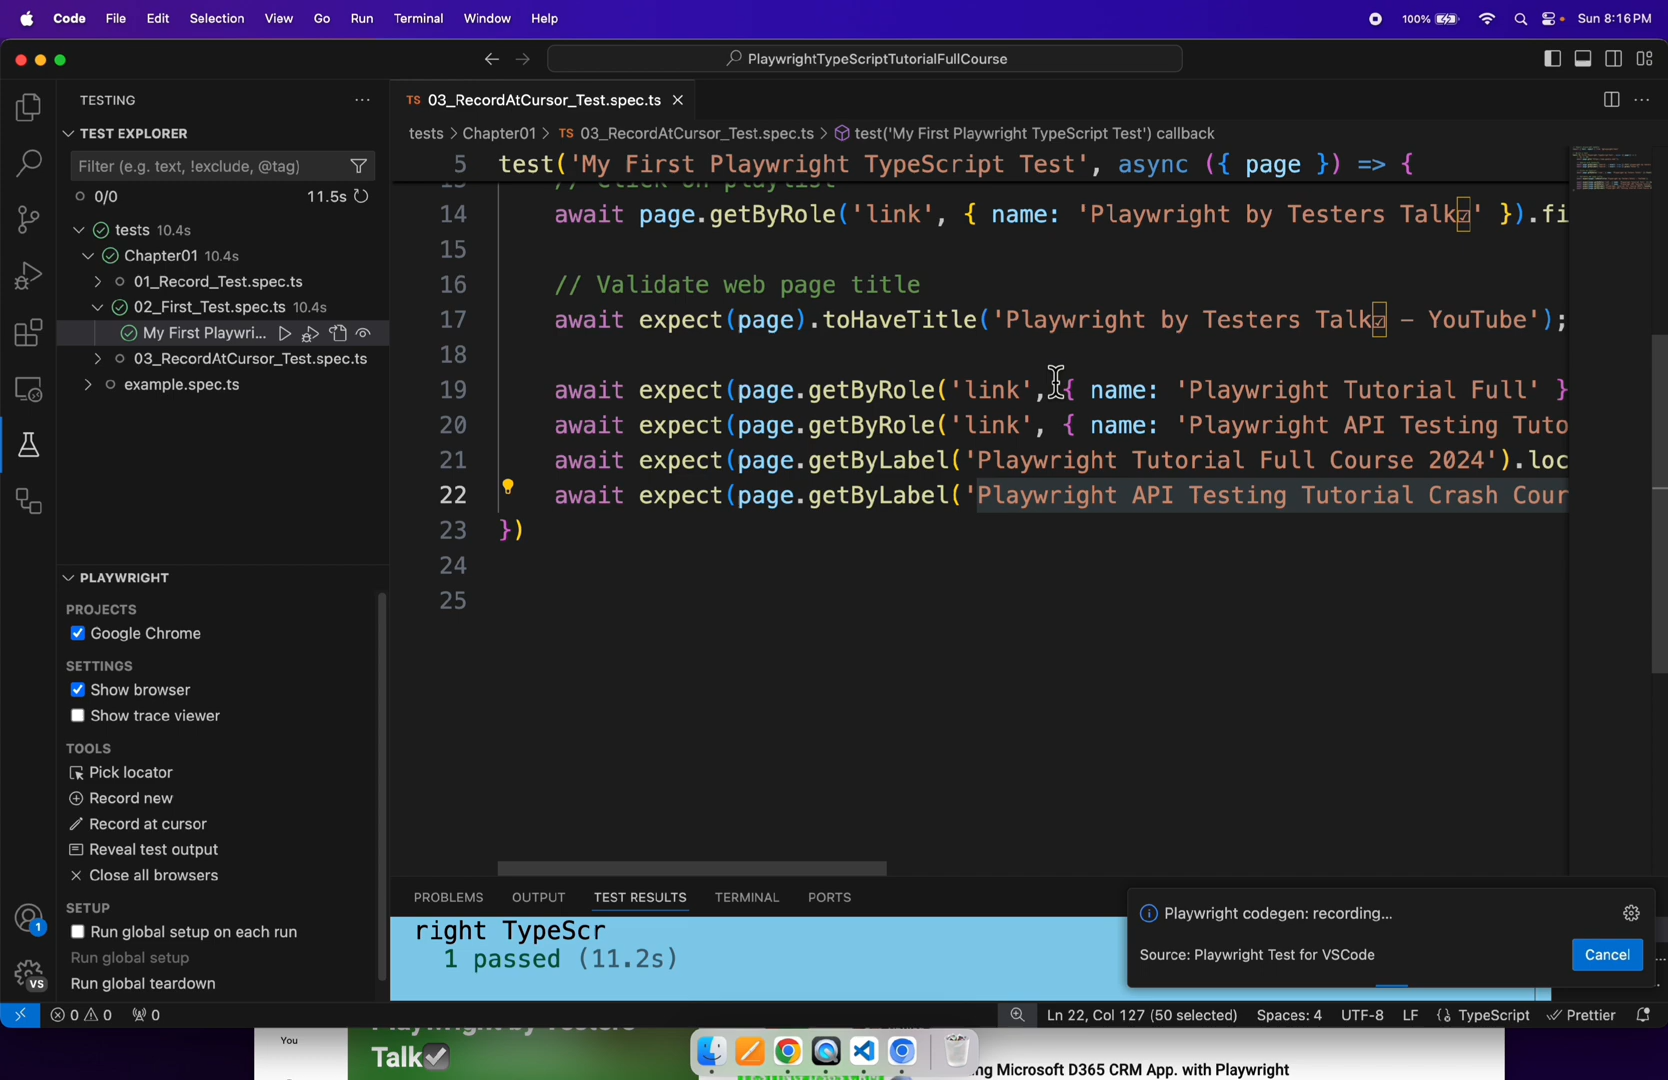 Code File Edit Selection View Go Run Terminal Window Help 100% Sun 8:16 PM
PlaywrightTypeScriptTutorialFullCourse
TESTING
TEST EXPLORER
Filter (e.g. text, !exclude, @tag)
0/0 11.5s
tests 10.4s
Chapter01 10.4s
01_Record_Test.spec.ts
02_First_Test.spec.ts 10.4s
My First Playwri...
03_RecordAtCursor_Test.spec.ts
example.spec.ts
PLAYWRIGHT
PROJECTS
Google Chrome
SETTINGS
Show browser
Show trace viewer
TOOLS
Pick locator
Record new
Record at cursor
Reveal test output
Close all browsers
SETUP
Run global setup on each run
Run global setup
Run global teardown
1
VS
TS 03_RecordAtCursor_Test.spec.ts
tests > Chapter01 > TS 03_RecordAtCursor_Test.spec.ts > test('My First Playwright TypeScript Test') callback
5 test('My First Playwright TypeScript Test', async ({ page }) => {
// Click on playlist
14 await page.getByRole('link', { name: 'Playwright by Testers Talk☑' }).fi
15
16 // Validate web page title
17 await expect(page).toHaveTitle('Playwright by Testers Talk☑ - YouTube');
18
19 await expect(page.getByRole('link', { name: 'Playwright Tutorial Full' }
20 await expect(page.getByRole('link', { name: 'Playwright API Testing Tuto
21 await expect(page.getByLabel('Playwright Tutorial Full Course 2024').loc
22 await expect(page.getByLabel('Playwright API Testing Tutorial Crash Cour
23 })
24
25
PROBLEMS OUTPUT TEST RESULTS TERMINAL PORTS
right TypeScr
1 passed (11.2s)
Playwright codegen: recording...
Source: Playwright Test for VSCode
Cancel
0 0 0 Ln 22, Col 127 (50 selected) Spaces: 4 UTF-8 LF {} TypeScript Prettier
You
Talk☑
ng Microsoft D365 CRM App. with Playwright